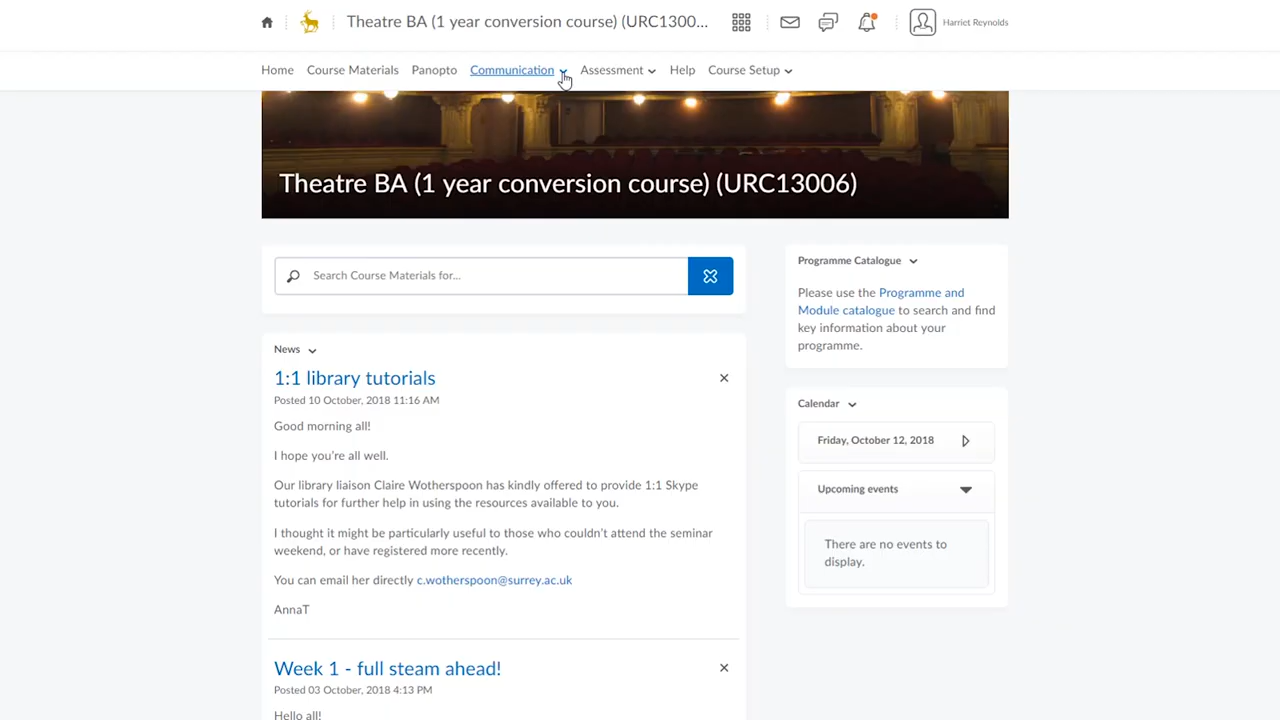 Theatre BA (1 year conversion course) (URC1300...
Harriet Reynolds
Home Course Materials Panopto Communication Assessment Help Course Setup
Theatre BA (1 year conversion course) (URC13006)
Search Course Materials for...
News
1:1 library tutorials
Posted 10 October, 2018 11:16 AM
Good morning all!
I hope you're all well.
Our library liaison Claire Wotherspoon has kindly offered to provide 1:1 Skype
tutorials for further help in using the resources available to you.
I thought it might be particularly useful to those who couldn't attend the seminar
weekend, or have registered more recently.
You can email her directly c.wotherspoon@surrey.ac.uk
AnnaT
Week 1 - full steam ahead!
Posted 03 October, 2018 4:13 PM
Hello all!
Programme Catalogue
Please use the Programme and
Module catalogue to search and find
key information about your
programme.
Calendar
Friday, October 12, 2018
Upcoming events
There are no events to
display.